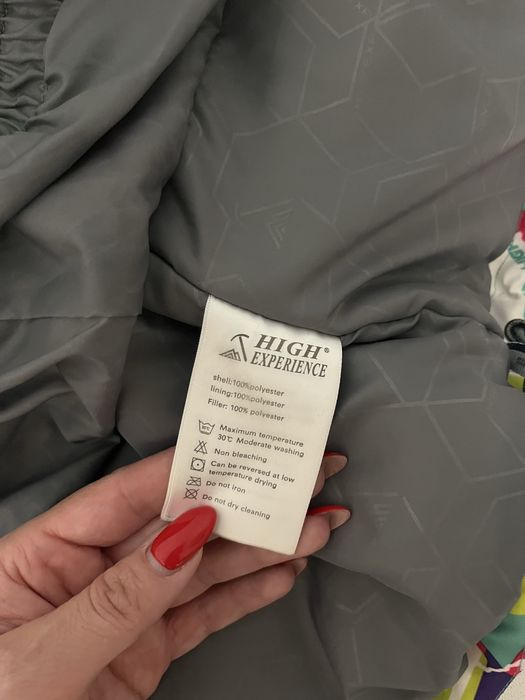 HIGH®
EXPERIENCE
shell:100%polyester
lining:100%polyester
Filler: 100% polyester
30°C
Maximum temperature
30℃ Moderate washing
Non bleaching
Can be reversed at low
temperature drying
Do not iron
Do not dry cleaning